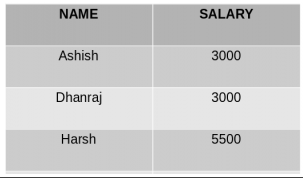 NAME SALARY
Ashish 3000
Dhanraj 3000
Harsh 5500